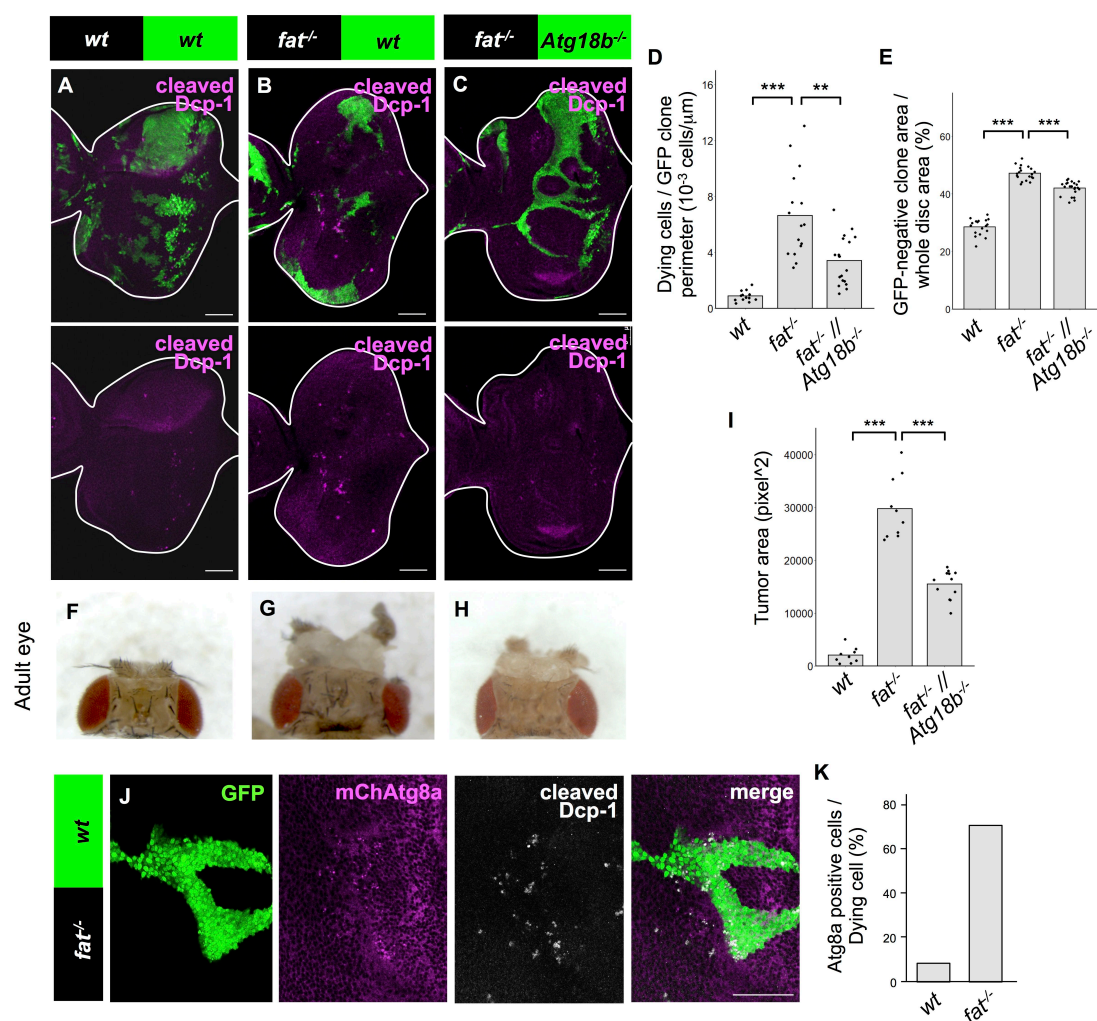 wt wt
fat-/- wt
fat-/- Atg18b-/-
A
cleaved
Dcp-1
B
cleaved
Dcp-1
C
cleaved
Dcp-1
cleaved
Dcp-1
cleaved
Dcp-1
cleaved
Dcp-1
D
Dying cells / GFP clone
perimeter (10-3 cells/μm)
16
12
8
4
0
***
**
wt
fat-/-
fat-/- //
Atg18b-/-
E
GFP-negative clone area /
whole disc area (%)
60
40
20
0
***
***
wt
fat-/-
fat-/- //
Atg18b-/-
Adult eye
F
G
H
I
Tumor area (pixel^2)
40000
30000
20000
10000
0
***
***
wt
fat-/-
fat-/- //
Atg18b-/-
wt
fat-/-
J
GFP
mChAtg8a
cleaved
Dcp-1
merge
K
Atg8a positive cells /
Dying cell (%)
80
60
40
20
0
wt
fat-/-